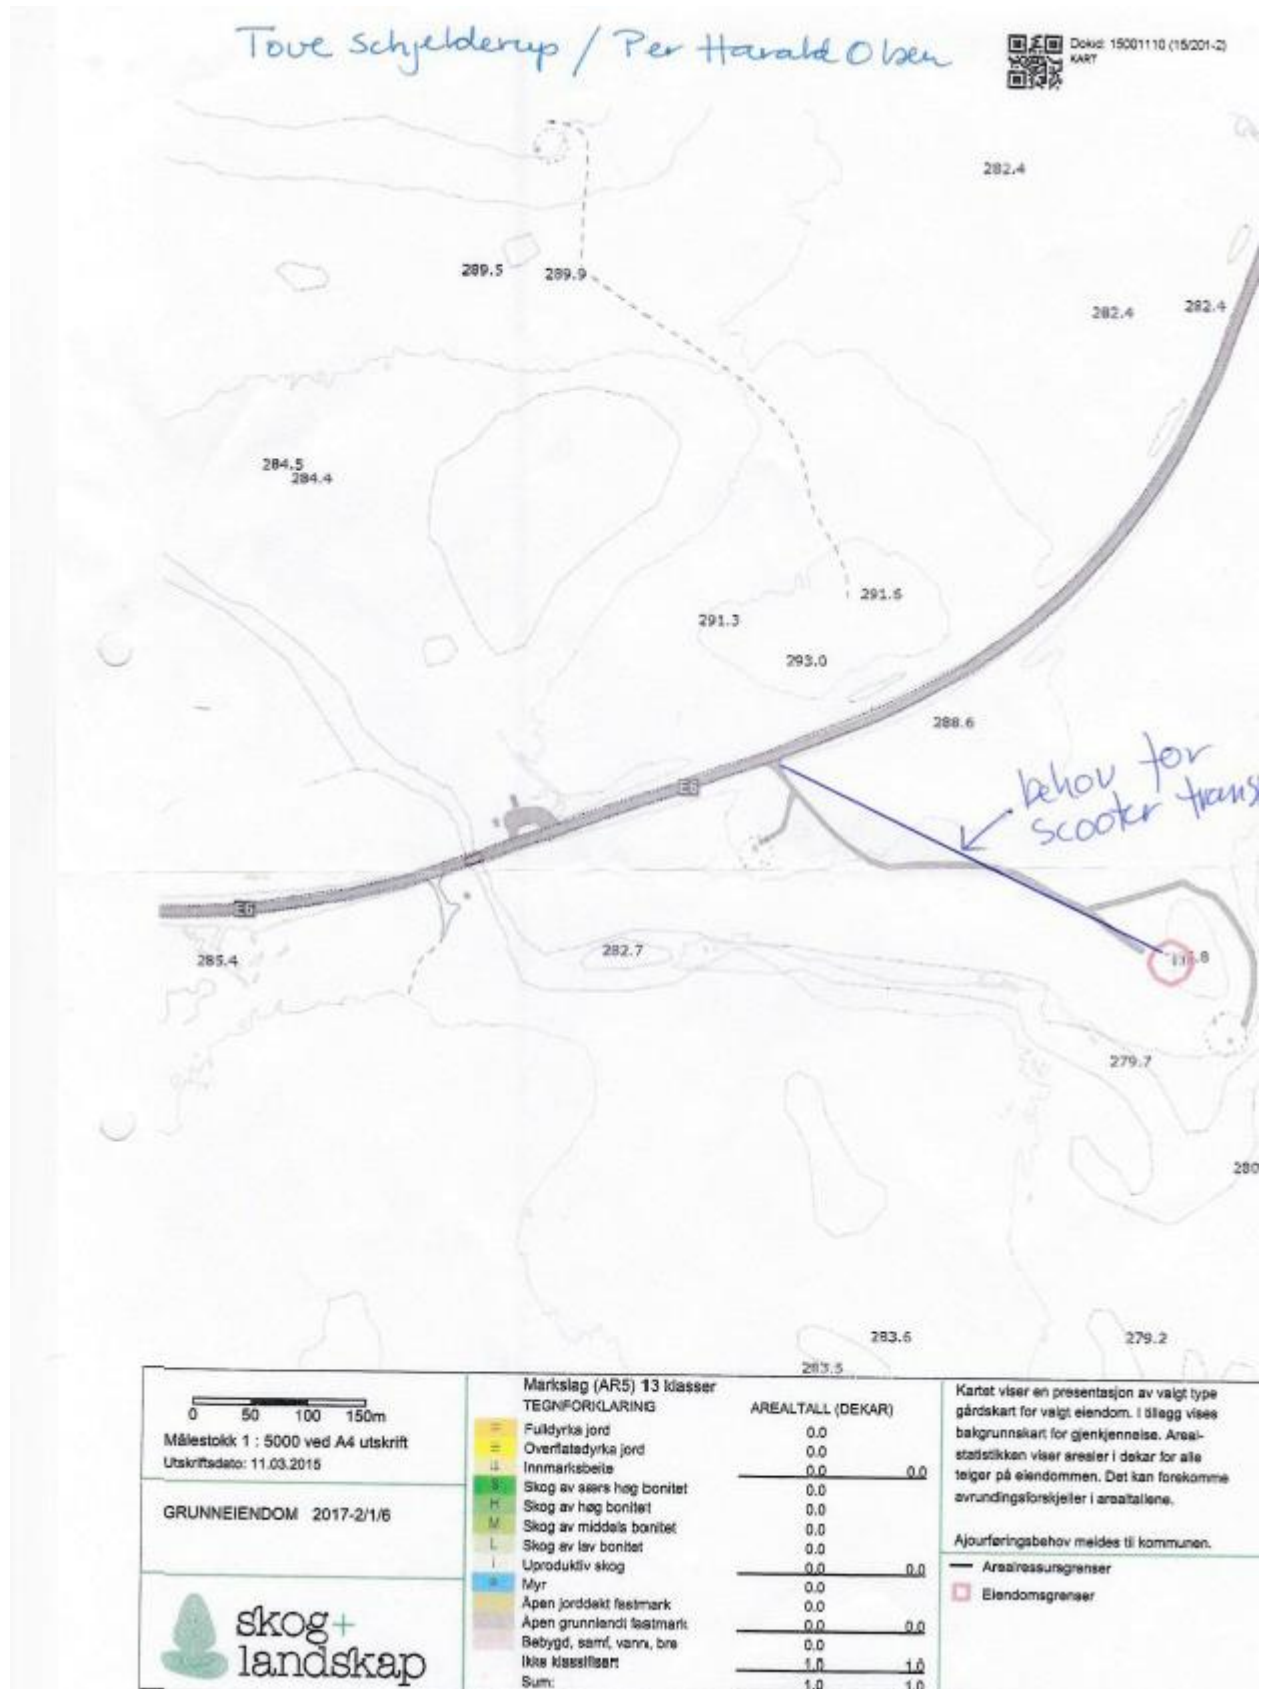 Tove Schjelderup / Per Harald Olsen
Dokid: 15001110 (15/201-2)
KART
282.4
289.5
289.9
282.4
282.4
284.5
284.4
291.6
291.3
293.0
288.6
behov for
scooter trans
E6
E6
285.4
282.7
279.7
280
283.6
279.2
283.5
0 50 100 150m
Målestokk 1 : 5000 ved A4 utskrift
Utskriftsdato: 11.03.2015
GRUNNEIENDOM 2017-2/1/6
skog+
landskap
Markslag (AR5) 13 klasser
TEGNFORKLARING AREALTALL (DEKAR)
Fulldyrka jord 0.0
Overflatedyrka jord 0.0
Innmarksbeite 0.0 0.0
S Skog av særs høg bonitet 0.0
H Skog av høg bonitet 0.0
M Skog av middels bonitet 0.0
L Skog av lav bonitet 0.0
Uproduktiv skog 0.0 0.0
Myr 0.0
Åpen jorddekt fastmark 0.0
Åpen grunnlendt fastmark 0.0 0.0
Bebygd, samf, vann, bre 0.0
Ikke klassifisert 1.0 1.0
Sum: 1.0 1.0
Kartet viser en presentasjon av valgt type
gårdskart for valgt eiendom. I tillegg vises
bakgrunnskart for gjenkjennelse. Areal-
statistikken viser arealer i dekar for alle
teiger på eiendommen. Det kan forekomme
avrundingsforskjeller i arealtallene.
Ajourføringsbehov meldes til kommunen.
Arealressursgrenser
Eiendomsgrenser